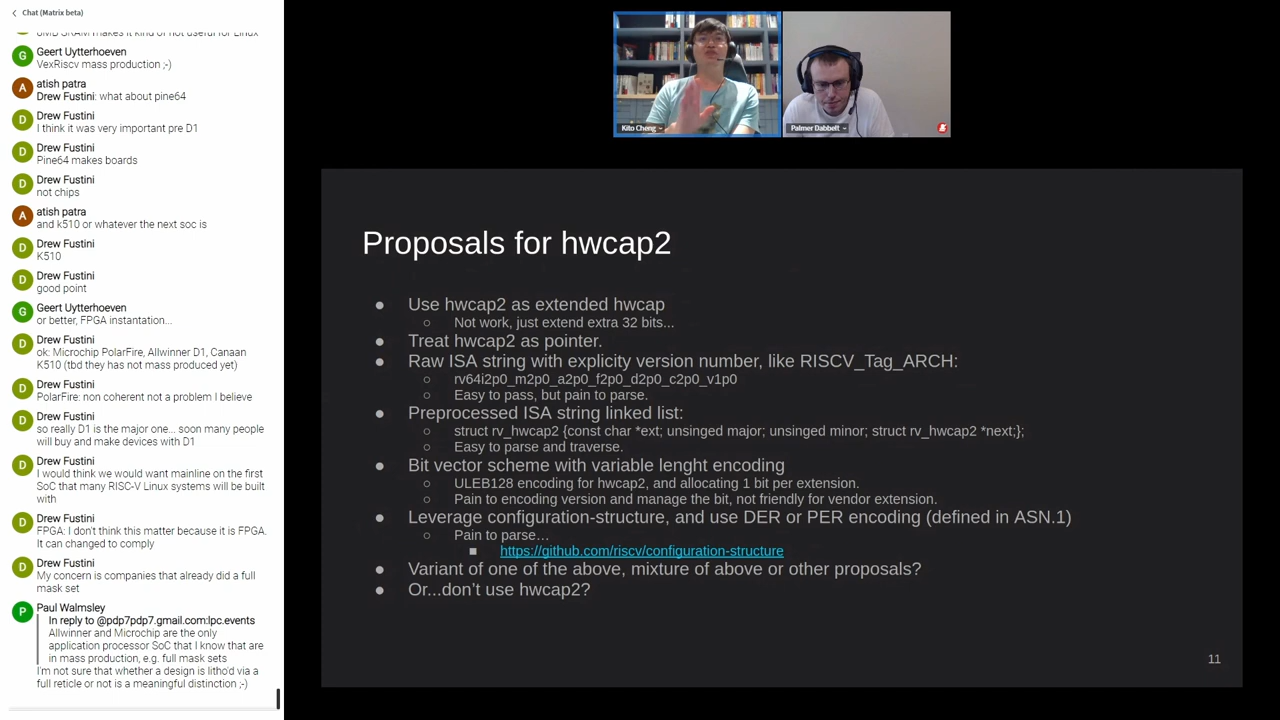 Chat (Matrix beta)
Geert Uytterhoeven
VexRiscv mass production ;-)
atish patra
Drew Fustini: what about pine64
Drew Fustini
I think it was very important pre D1
Drew Fustini
Pine64 makes boards
Drew Fustini
not chips
atish patra
and k510 or whatever the next soc is
Drew Fustini
K510
Drew Fustini
good point
Geert Uytterhoeven
or better, FPGA instantation...
Drew Fustini
ok: Microchip PolarFire, Allwinner D1, Canaan
K510 (tbd they has not mass produced yet)
Drew Fustini
PolarFire: non coherent not a problem I believe
Drew Fustini
so really D1 is the major one... soon many people
will buy and make devices with D1
Drew Fustini
I would think we would want mainline on the first
SoC that many RISC-V Linux systems will be built
with
Drew Fustini
FPGA: I don't think this matter because it is FPGA.
It can changed to comply
Drew Fustini
My concern is companies that already did a full
mask set
Paul Walmsley
In reply to @pdp7pdp7.gmail.com:lpc.events
Allwinner and Microchip are the only
application processor SoC that I know that are
in mass production, e.g. full mask sets
I'm not sure that whether a design is litho'd via a
full reticle or not is a meaningful distinction ;-)
Kito Cheng
Palmer Dabbelt
Proposals for hwcap2
● Use hwcap2 as extended hwcap
○ Not work, just extend extra 32 bits...
● Treat hwcap2 as pointer.
● Raw ISA string with explicity version number, like RISCV_Tag_ARCH:
○ rv64i2p0_m2p0_a2p0_f2p0_d2p0_c2p0_v1p0
○ Easy to pass, but pain to parse.
● Preprocessed ISA string linked list:
○ struct rv_hwcap2 {const char *ext; unsinged major; unsinged minor; struct rv_hwcap2 *next;};
○ Easy to parse and traverse.
● Bit vector scheme with variable lenght encoding
○ ULEB128 encoding for hwcap2, and allocating 1 bit per extension.
○ Pain to encoding version and manage the bit, not friendly for vendor extension.
● Leverage configuration-structure, and use DER or PER encoding (defined in ASN.1)
○ Pain to parse…
■ https://github.com/riscv/configuration-structure
● Variant of one of the above, mixture of above or other proposals?
● Or...don’t use hwcap2?
11